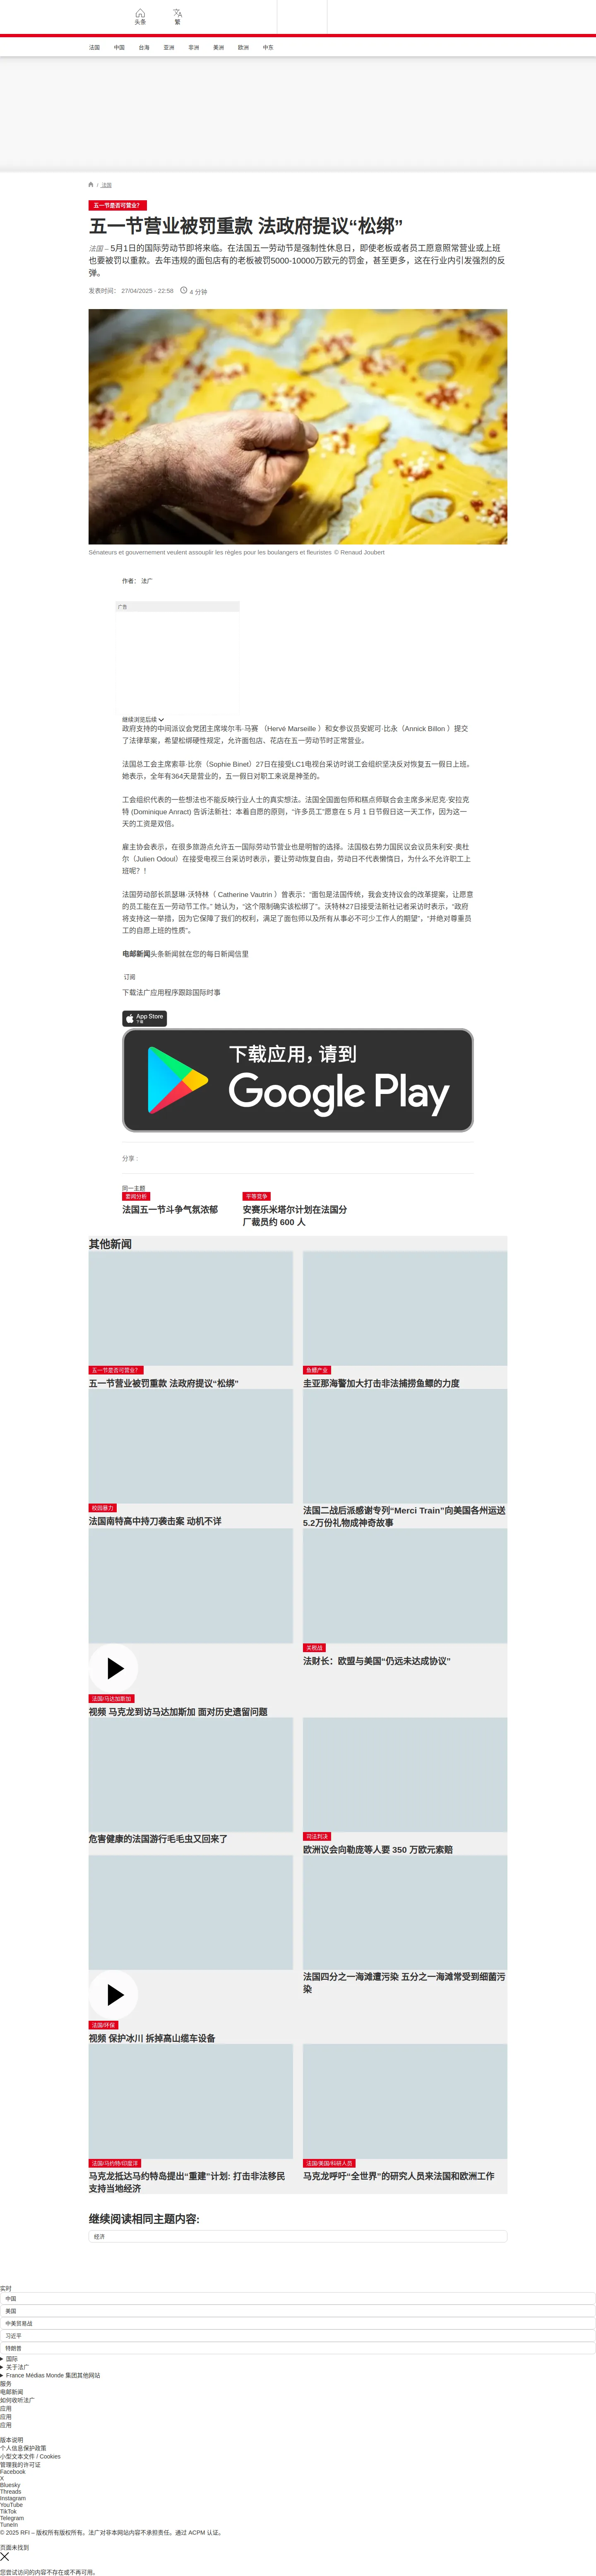 头条
繁
法国 中国 台海 亚洲 非洲 美洲 欧洲 中东
/ 法国
五一节是否可营业？
五一节营业被罚重款 法政府提议“松绑”
法国 – 5月1日的国际劳动节即将来临。在法国五一劳动节是强制性休息日，即使老板或者员工愿意照常营业或上班
也要被罚以重款。去年违规的面包店有的老板被罚5000-10000万欧元的罚金，甚至更多，这在行业内引发强烈的反
弹。
发表时间： 27/04/2025 - 22:58 4 分钟
Sénateurs et gouvernement veulent assouplir les règles pour les boulangers et fleuristes © Renaud Joubert
作者： 法广
广告
继续浏览后续
政府支持的中间派议会党团主席埃尔韦·马赛 （Hervé Marseille ）和女参议员安妮可·比永（Annick Billon ）提交
了法律草案，希望松绑硬性规定，允许面包店、花店在五一劳动节时正常营业。
法国总工会主席索菲·比奈（Sophie Binet）27日在接受LC1电视台采访时说工会组织坚决反对恢复五一假日上班。
她表示，全年有364天是营业的，五一假日对职工来说是神圣的。
工会组织代表的一些想法也不能反映行业人士的真实想法。法国全国面包师和糕点师联合会主席多米尼克·安拉克
特 (Dominique Anract) 告诉法新社：本着自愿的原则，“许多员工”愿意在 5 月 1 日节假日这一天工作，因为这一
天的工资是双倍。
雇主协会表示，在很多旅游点允许五一国际劳动节营业也是明智的选择。法国极右势力国民议会议员朱利安·奥杜
尔（Julien Odoul）在接受电视三台采访时表示，要让劳动恢复自由，劳动日不代表懒惰日，为什么不允许职工上
班呢？！
法国劳动部长凯瑟琳·沃特林（ Catherine Vautrin ）曾表示：“面包是法国传统，我会支持议会的改革提案，让愿意
的员工能在五一劳动节工作。” 她认为，“这个限制确实该松绑了”。沃特林27日接受法新社记者采访时表示，“政府
将支持这一举措，因为它保障了我们的权利，满足了面包师以及所有从事必不可少工作人的期望”，“并绝对尊重员
工的自愿上班的性质”。
电邮新闻头条新闻就在您的每日新闻信里
订阅
下载法广应用程序跟踪国际时事
App Store
下载
下载应用，请到
Google Play
分享 :
同一主题
要闻分析
法国五一节斗争气氛浓郁
平等竞争
安赛乐米塔尔计划在法国分
厂裁员约 600 人
其他新闻
五一节是否可营业？
五一节营业被罚重款 法政府提议“松绑”
鱼鳔产业
圭亚那海警加大打击非法捕捞鱼鳔的力度
校园暴力
法国南特高中持刀袭击案 动机不详
法国二战后派感谢专列“Merci Train”向美国各州运送
5.2万份礼物成神奇故事
法国/马达加斯加
视频 马克龙到访马达加斯加 面对历史遗留问题
关税战
法财长：欧盟与美国“仍远未达成协议”
危害健康的法国游行毛毛虫又回来了
司法判决
欧洲议会向勒庞等人要 350 万欧元索赔
法国/环保
视频 保护冰川 拆掉高山缆车设备
法国四分之一海滩遭污染 五分之一海滩常受到细菌污
染
法国/马约特/印度洋
马克龙抵达马约特岛提出“重建”计划: 打击非法移民
支持当地经济
法国/美国/科研人员
马克龙呼吁“全世界”的研究人员来法国和欧洲工作
继续阅读相同主题内容:
经济
实时
中国
美国
中美贸易战
习近平
特朗普
国际
关于法广
France Médias Monde 集团其他网站
服务
电邮新闻
如何收听法广
应用
应用
应用
版本说明
个人信息保护政策
小型文本文件 / Cookies
管理我的许可证
Facebook
X
Bluesky
Threads
Instagram
YouTube
TikTok
Telegram
TuneIn
© 2025 RFI – 版权所有版权所有。法广对非本网站内容不承担责任。通过 ACPM 认证。
页面未找到
您尝试访问的内容不存在或不再可用。